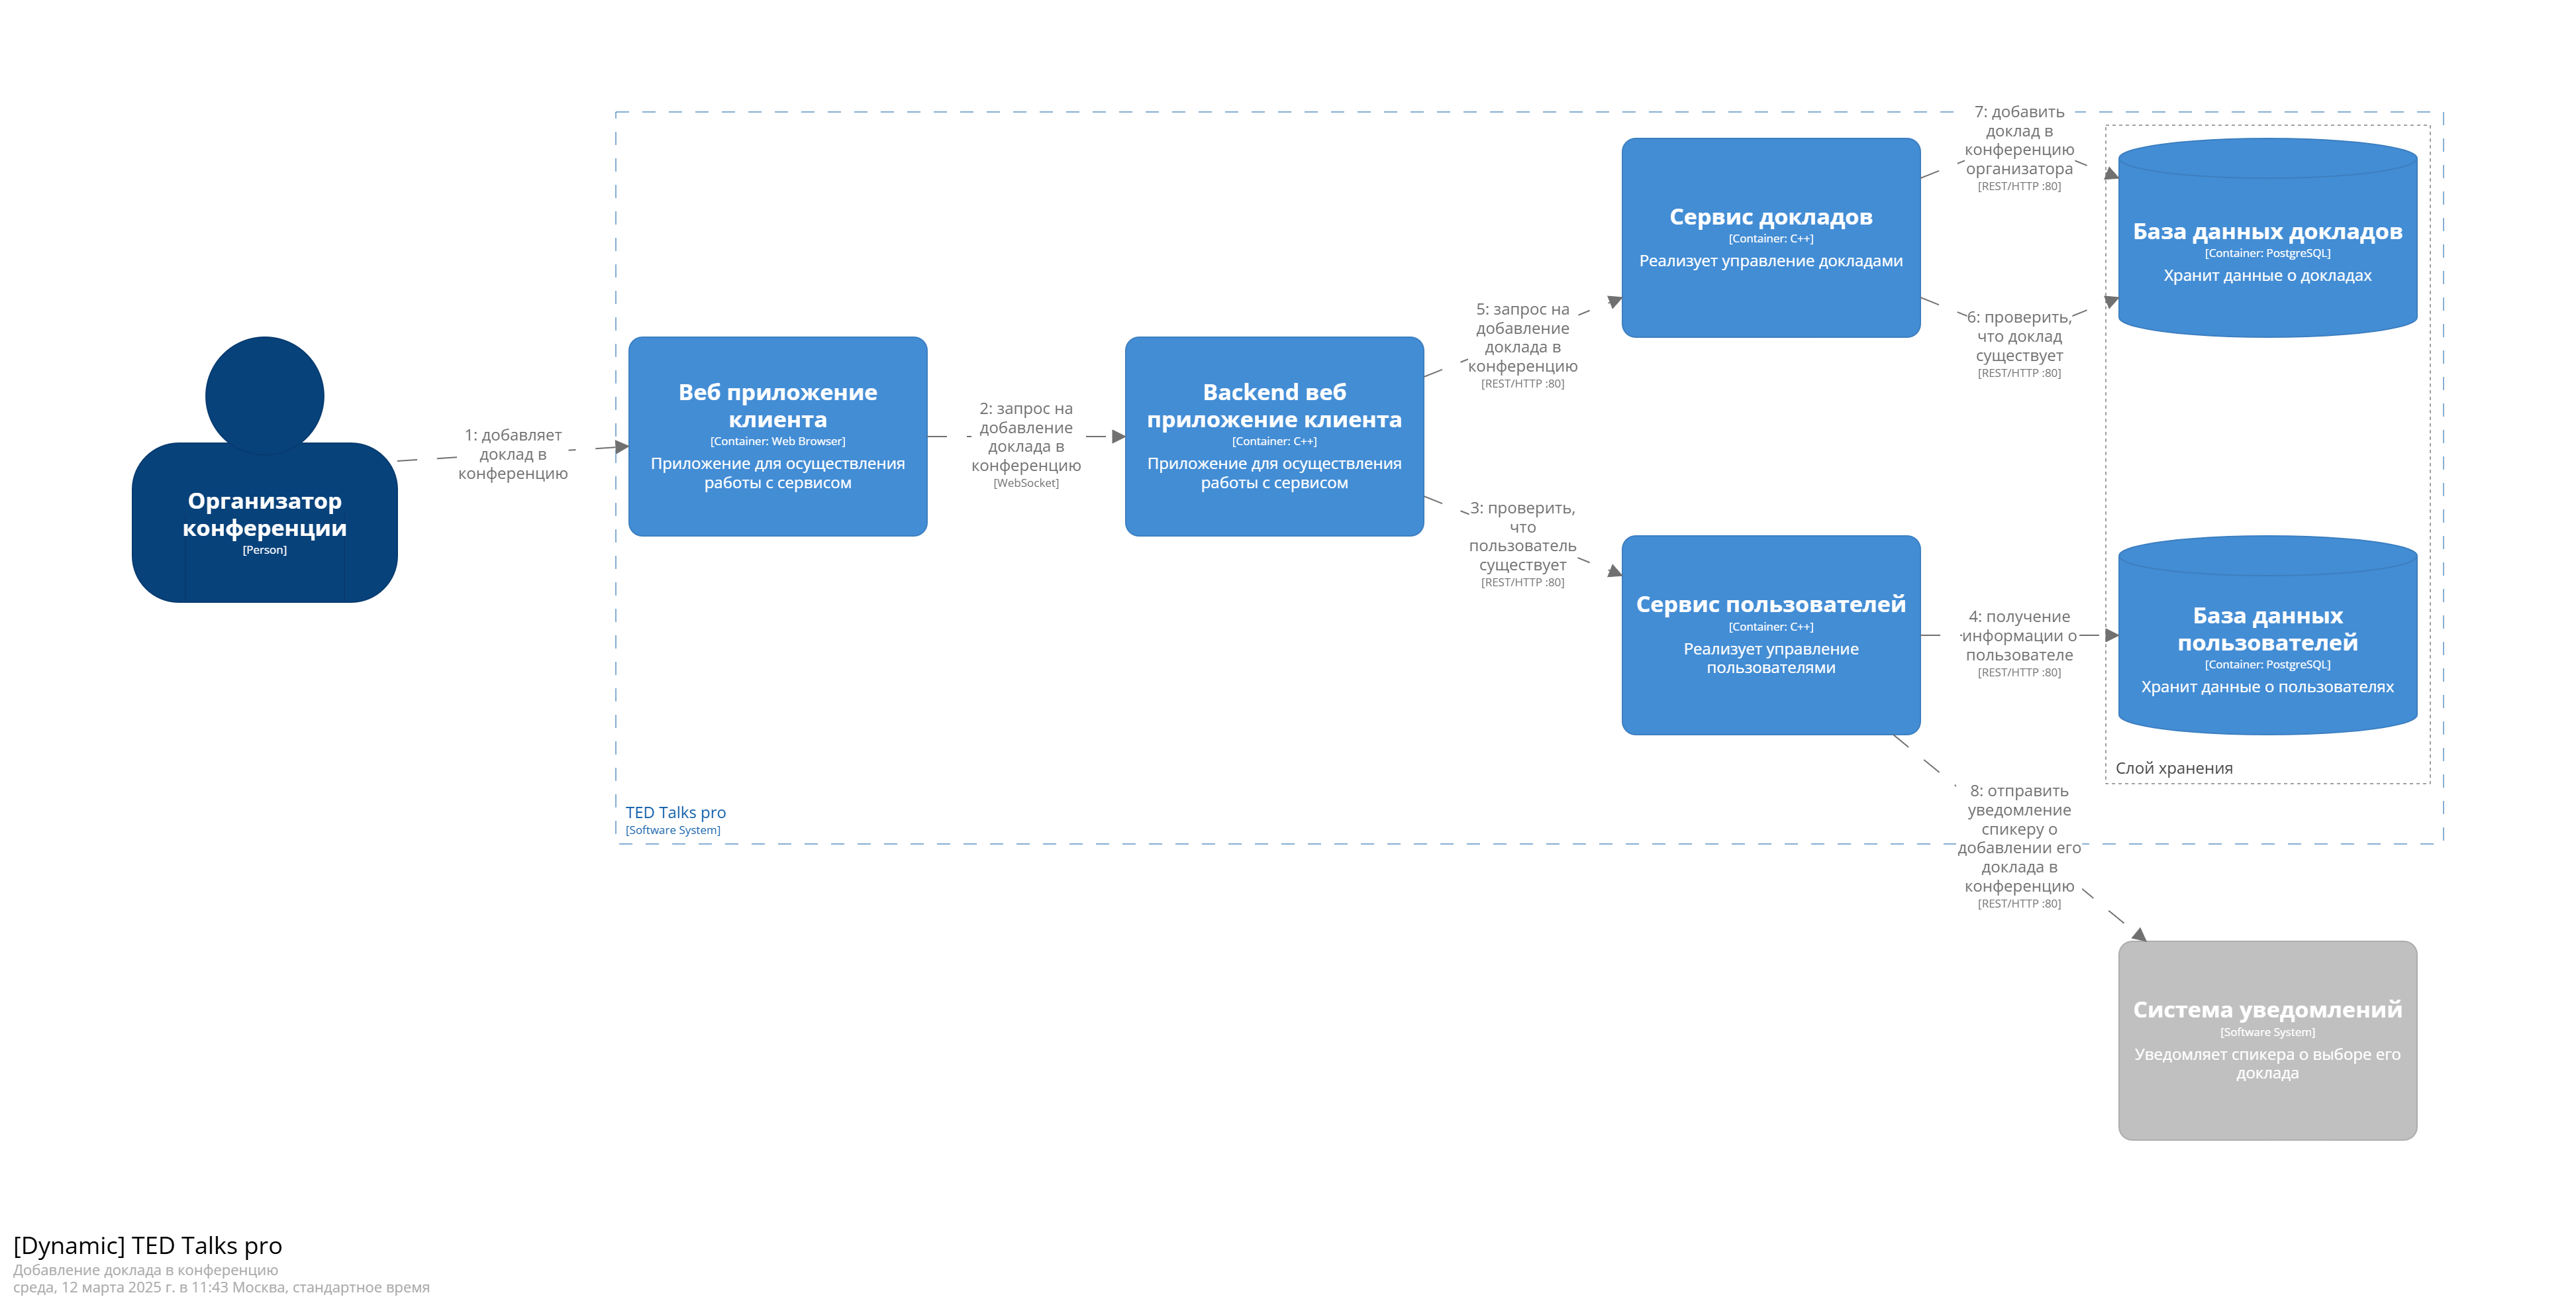 Организатор
конференции
[Person]
1: добавляет
доклад в
конференцию
Веб приложение
клиента
[Container: Web Browser]
Приложение для осуществления
работы с сервисом
2: запрос на
добавление
доклада в
конференцию
[WebSocket]
Backend веб
приложение клиента
[Container: C++]
Приложение для осуществления
работы с сервисом
5: запрос на
добавление
доклада в
конференцию
[REST/HTTP :80]
3: проверить,
что
пользователь
существует
[REST/HTTP :80]
Сервис докладов
[Container: C++]
Реализует управление докладами
Сервис пользователей
[Container: C++]
Реализует управление
пользователями
7: добавить
доклад в
конференцию
организатора
[REST/HTTP :80]
6: проверить,
что доклад
существует
[REST/HTTP :80]
4: получение
информации о
пользователе
[REST/HTTP :80]
8: отправить
уведомление
спикеру о
добавлении его
доклада в
конференцию
[REST/HTTP :80]
База данных докладов
[Container: PostgreSQL]
Хранит данные о докладах
База данных
пользователей
[Container: PostgreSQL]
Хранит данные о пользователях
Слой хранения
TED Talks pro
[Software System]
Система уведомлений
[Software System]
Уведомляет спикера о выборе его
доклада
[Dynamic] TED Talks pro
Добавление доклада в конференцию
среда, 12 марта 2025 г. в 11:43 Москва, стандартное время